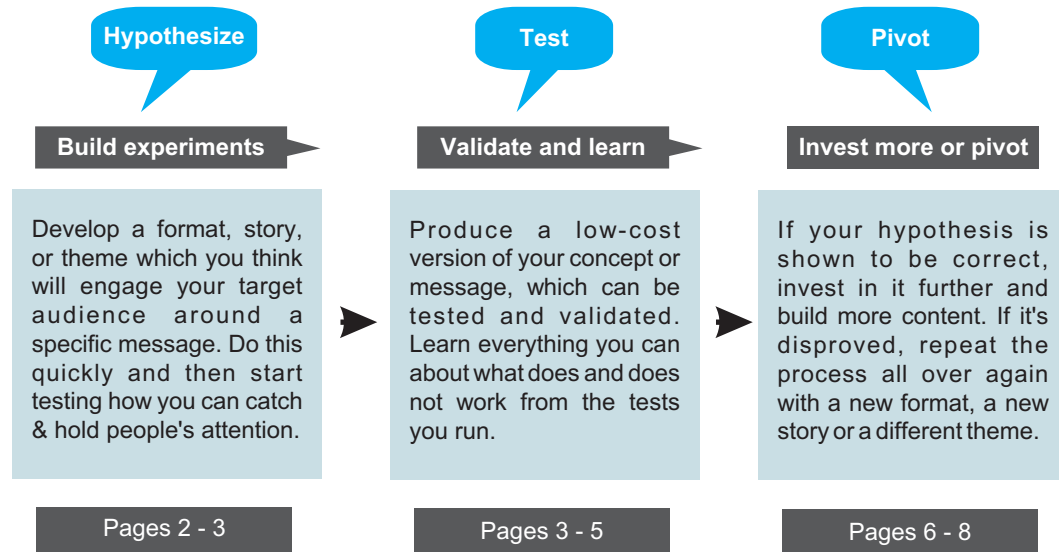 Hypothesize
Test
Pivot
Build experiments
Validate and learn
Invest more or pivot
Develop a format, story,
or theme which you think
will engage your target
audience around a
specific message. Do this
quickly and then start
testing how you can catch
& hold people's attention.
Produce a low-cost
version of your concept or
message, which can be
tested and validated.
Learn everything you can
about what does and does
not work from the tests
you run.
If your hypothesis is
shown to be correct,
invest in it further and
build more content. If it's
disproved, repeat the
process all over again
with a new format, a new
story or a different theme.
Pages 2 - 3
Pages 3 - 5
Pages 6 - 8